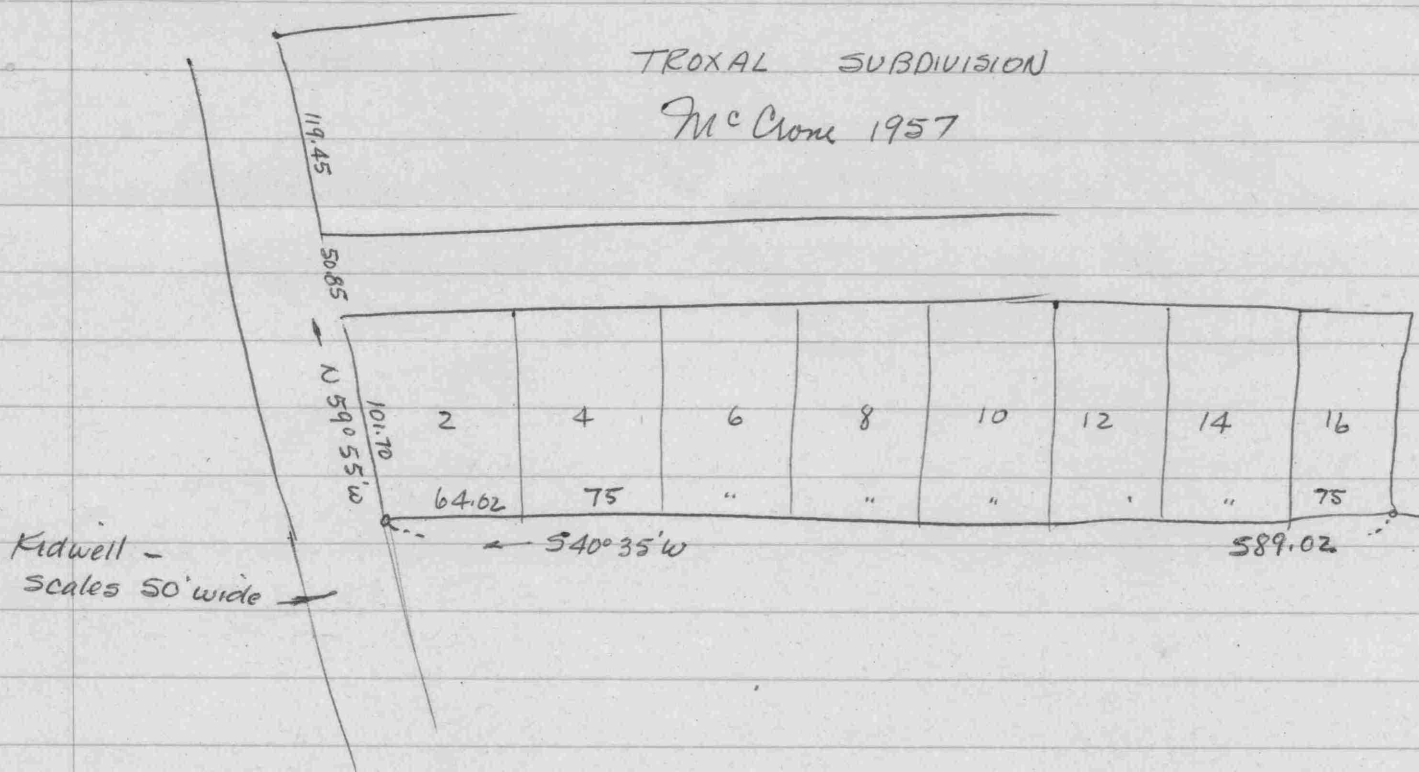 TROXAL SUBDIVISION
McCrone 1957
119.45
50.85
N 59° 55' W
101.70
2 4 6 8 10 12 14 16
64.02 75 " " " " " 75
S40° 35' W
589.02
Kidwell -
scales 50' wide